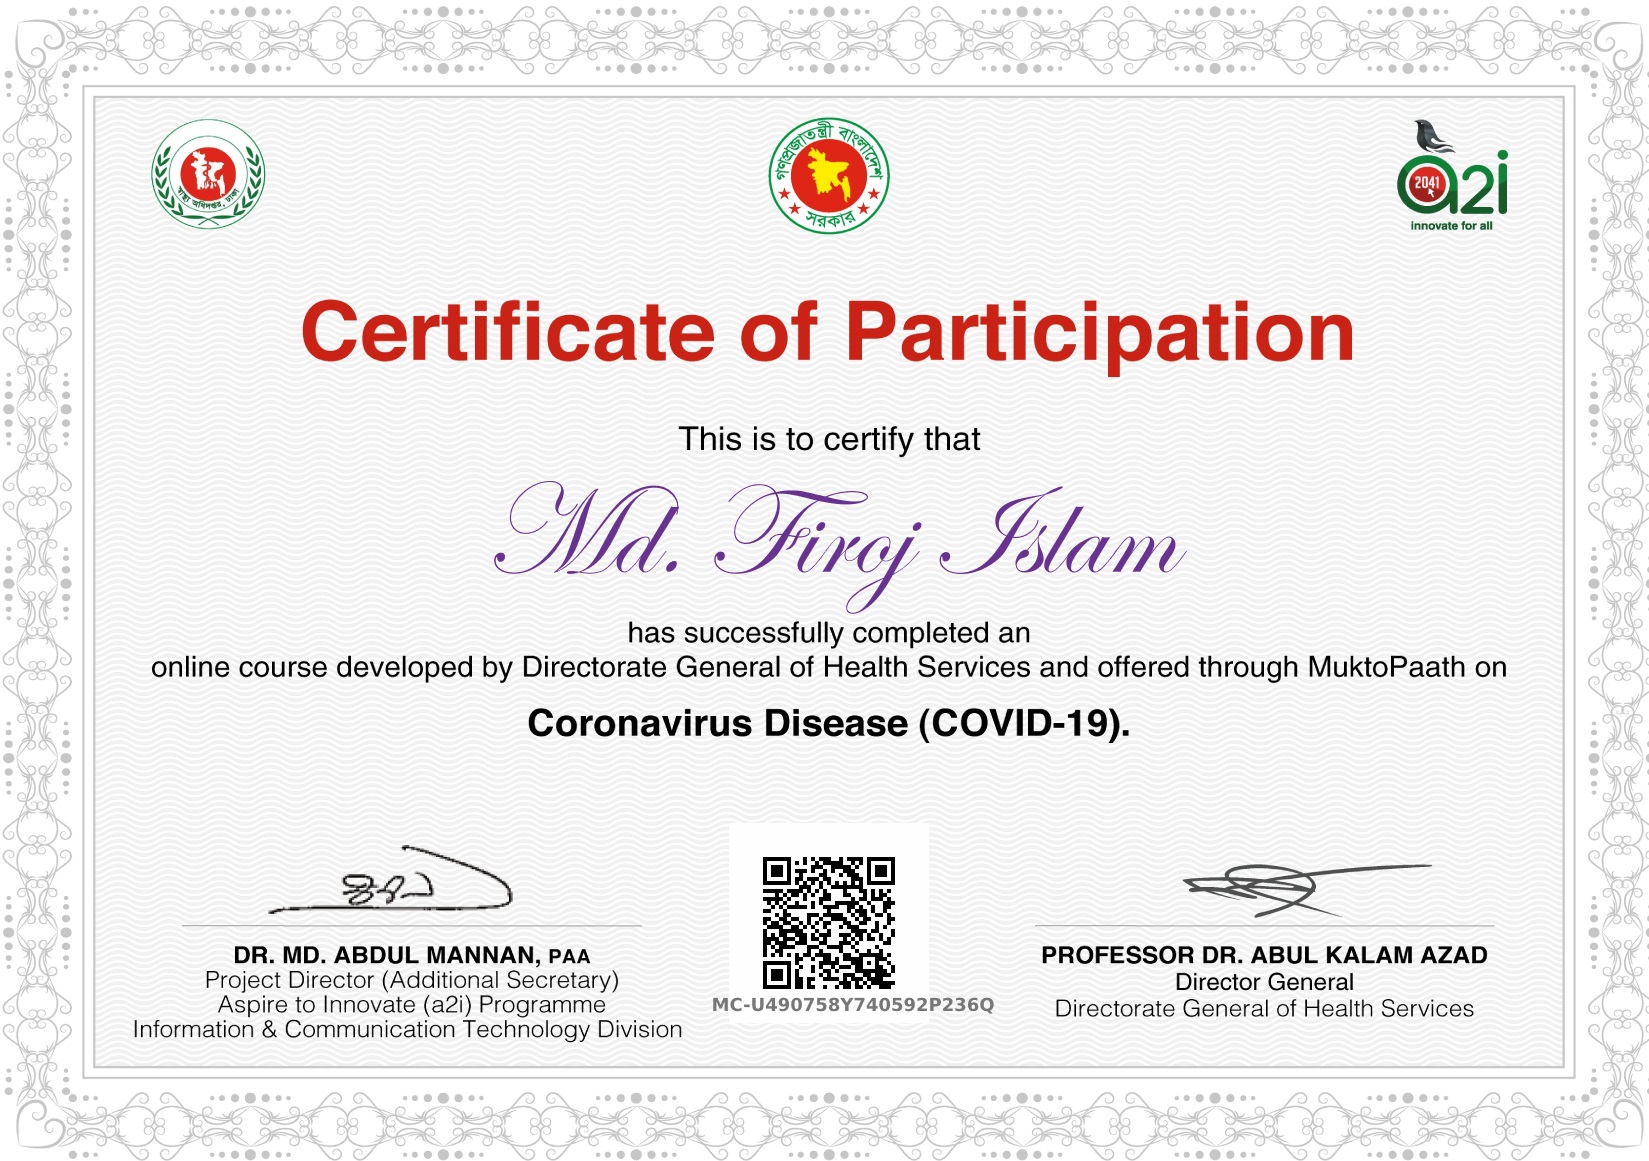 স্বাস্থ্য অধিদপ্তর, ঢাকা
গণপ্রজাতন্ত্রী বাংলাদেশ
সরকার
2041
a2i
innovate for all
Certificate of Participation
This is to certify that
Md. Firoj Islam
has successfully completed an
online course developed by Directorate General of Health Services and offered through MuktoPaath on
Coronavirus Disease (COVID-19).
DR. MD. ABDUL MANNAN, PAA
Project Director (Additional Secretary)
Aspire to Innovate (a2i) Programme
Information & Communication Technology Division
MC-U490758Y740592P236Q
PROFESSOR DR. ABUL KALAM AZAD
Director General
Directorate General of Health Services